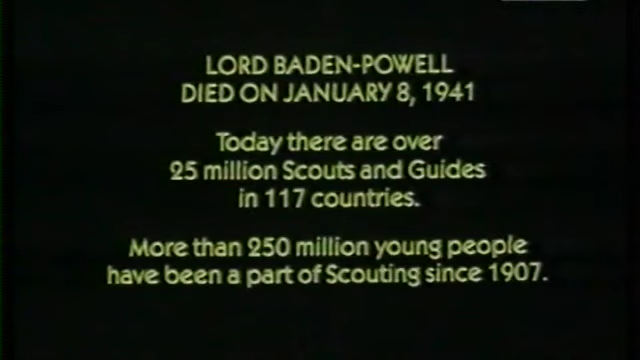 LORD BADEN-POWELL
DIED ON JANUARY 8, 1941
Today there are over
25 million Scouts and Guides
in 117 countries.
More than 250 million young people
have been a part of Scouting since 1907.